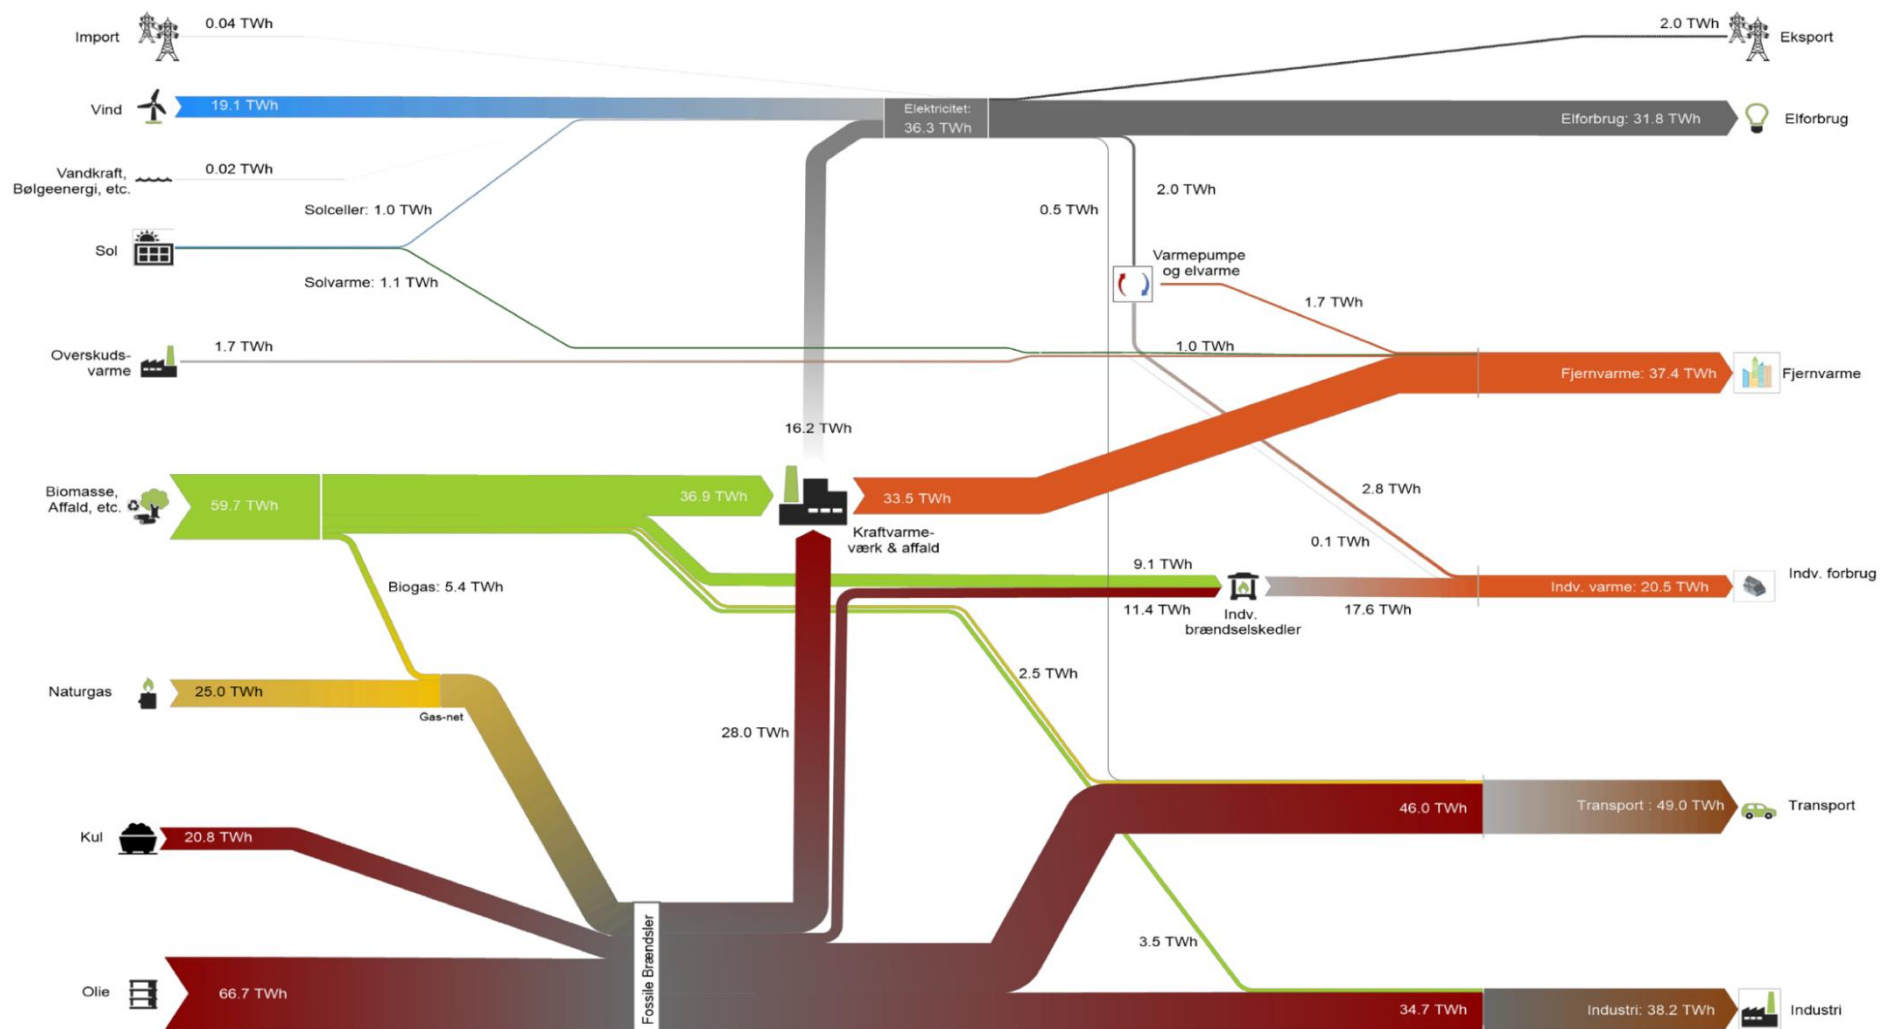 Import
0.04 TWh
2.0 TWh
Eksport
Vind
19.1 TWh
Elektricitet:
36.3 TWh
Elforbrug: 31.8 TWh
Elforbrug
Vandkraft,
Bølgeenergi, etc.
0.02 TWh
2.0 TWh
Solceller: 1.0 TWh
0.5 TWh
Sol
Solvarme: 1.1 TWh
Varmepumpe
og elvarme
1.7 TWh
Overskuds-
varme
1.7 TWh
1.0 TWh
Fjernvarme: 37.4 TWh
Fjernvarme
16.2 TWh
Biomasse,
Affald, etc.
59.7 TWh
36.9 TWh
33.5 TWh
2.8 TWh
Kraftvarme-
værk & affald
0.1 TWh
9.1 TWh
Biogas: 5.4 TWh
11.4 TWh
Indv.
brændselskedler
17.6 TWh
Indv. varme: 20.5 TWh
Indv. forbrug
2.5 TWh
Naturgas
25.0 TWh
Gas-net
28.0 TWh
46.0 TWh
Transport : 49.0 TWh
Transport
Kul
20.8 TWh
3.5 TWh
Olie
66.7 TWh
Fossile Brændsler
34.7 TWh
Industri: 38.2 TWh
Industri